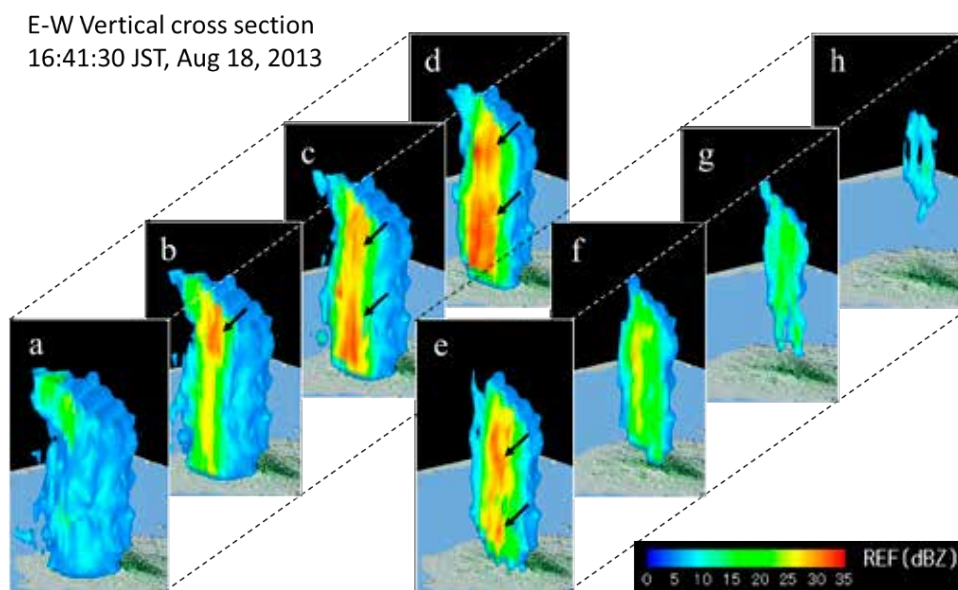 E-W Vertical cross section
16:41:30 JST, Aug 18, 2013
d
h
c
g
b
f
a
e
REF(dBZ)
0 5 10 15 20 25 30 35